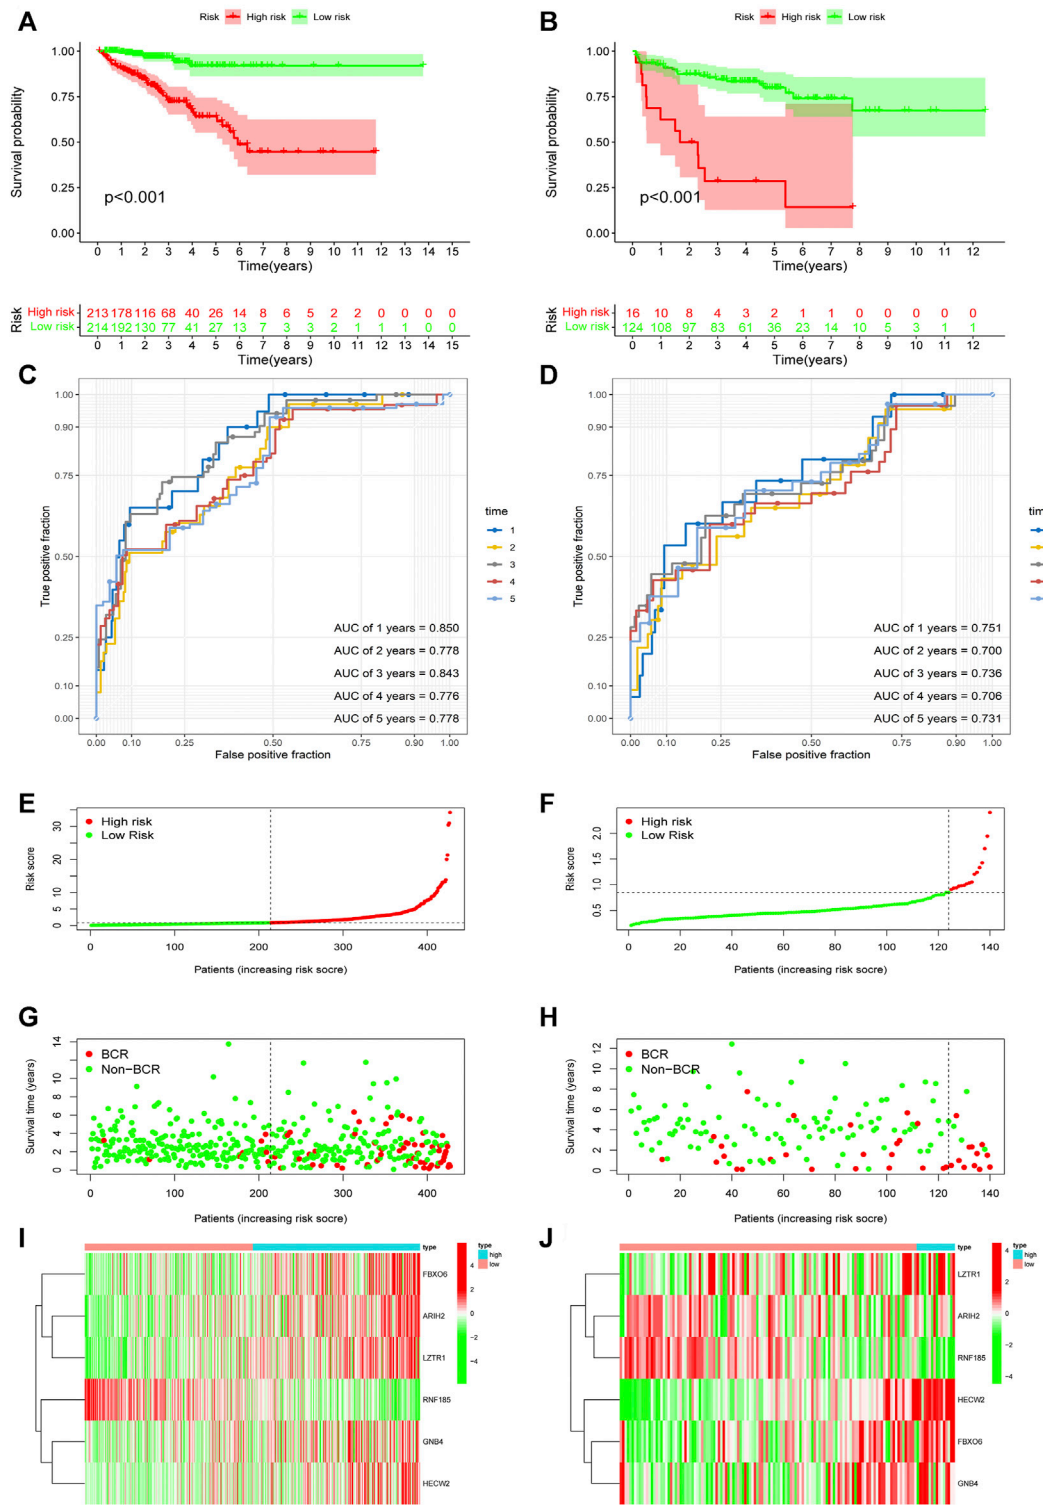 A
Risk High risk Low risk
Survival probability
1.00
0.75
0.50
0.25
0.00
p<0.001
0 1 2 3 4 5 6 7 8 9 10 11 12 13 14 15
Time(years)
Risk
High risk 213 178 116 68 40 26 14 8 6 5 2 2 0 0 0 0
Low risk 214 192 130 77 41 27 13 7 3 3 2 1 1 1 0 0
0 1 2 3 4 5 6 7 8 9 10 11 12 13 14 15
Time(years)
B
Risk High risk Low risk
Survival probability
1.00
0.75
0.50
0.25
0.00
p<0.001
0 1 2 3 4 5 6 7 8 9 10 11 12
Time(years)
Risk
High risk 16 10 8 4 3 2 1 1 0 0 0 0 0
Low risk 124 108 97 83 61 36 23 14 10 5 3 1 1
0 1 2 3 4 5 6 7 8 9 10 11 12
Time(years)
C
True positive fraction
1.00
0.90
0.75
0.50
0.25
0.10
0.00
AUC of 1 years = 0.850
AUC of 2 years = 0.778
AUC of 3 years = 0.843
AUC of 4 years = 0.776
AUC of 5 years = 0.778
0.00 0.10 0.25 0.50 0.75 0.90 1.00
False positive fraction
time
1
2
3
4
5
D
True positive fraction
1.00
0.90
0.75
0.50
0.25
0.10
0.00
AUC of 1 years = 0.751
AUC of 2 years = 0.700
AUC of 3 years = 0.736
AUC of 4 years = 0.706
AUC of 5 years = 0.731
0.00 0.10 0.25 0.50 0.75 0.90 1.00
False positive fraction
tim
E
High risk
Low Risk
Risk score
30
20
10
5
0
0 100 200 300 400
Patients (increasing risk socre)
F
High risk
Low Risk
Risk score
2.0
1.5
1.0
0.5
0 20 40 60 80 100 120 140
Patients (increasing risk socre)
G
BCR
Non−BCR
Survival time (years)
14
10
8
6
4
2
0
0 100 200 300 400
Patients (increasing risk socre)
H
BCR
Non−BCR
Survival time (years)
12
10
8
6
4
2
0
0 20 40 60 80 100 120 140
Patients (increasing risk socre)
I
type
FBXO6
ARIH2
LZTR1
RNF185
GNB4
HECW2
4
2
0
−2
−4
type
high
low
J
type
LZTR1
ARIH2
RNF185
HECW2
FBXO6
GNB4
4
2
0
−2
−4
type
high
low